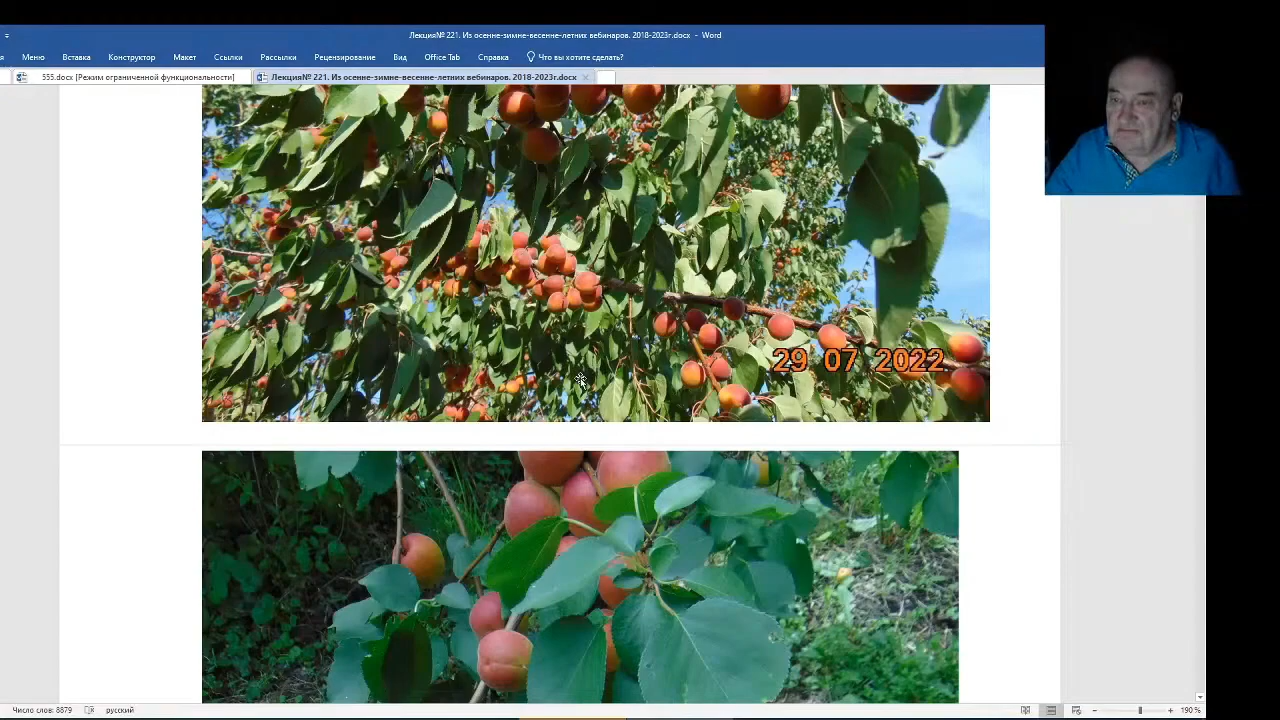 Лекция№ 221. Из осенне-зимне-весенне-летних вебинаров. 2018-2023г.docx - Word
Меню Вставка Конструктор Макет Ссылки Рассылки Рецензирование Вид Office Tab Справка Что вы хотите сделать?
555.docx [Режим ограниченной функциональности] Лекция№ 221. Из осенне-зимне-весенне-летних вебинаров. 2018-2023г.docx
29 07 2022
Число слов: 8879 русский 190%